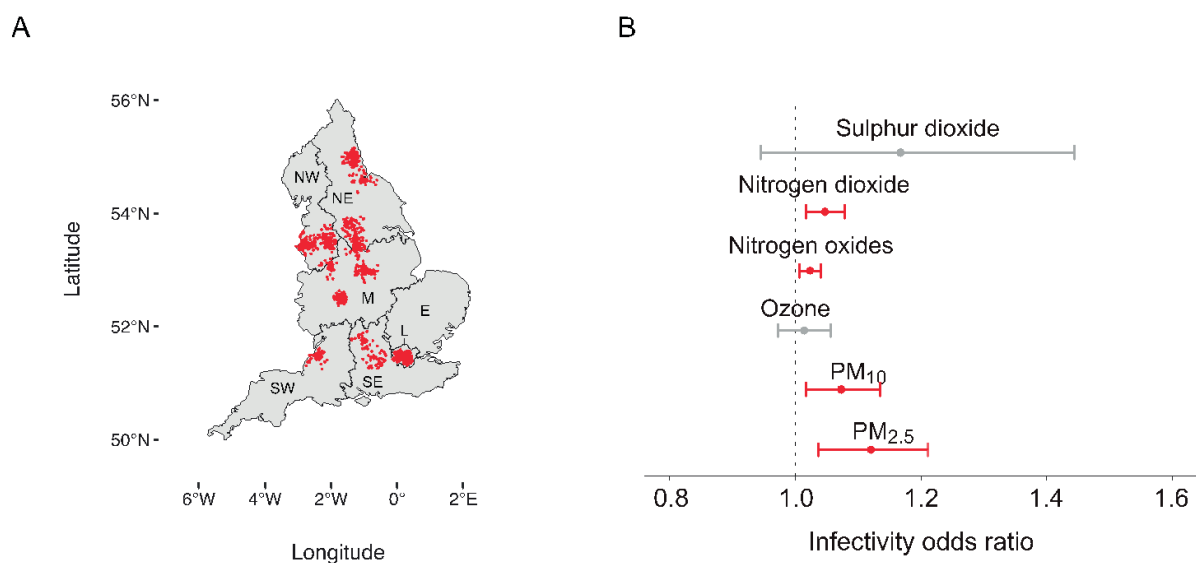 A
B
56°N
54°N
52°N
50°N
Latitude
NW
NE
M
E
L
SW
SE
6°W 4°W 2°W 0° 2°E
Longitude
Sulphur dioxide
Nitrogen dioxide
Nitrogen oxides
Ozone
PM10
PM2.5
0.8 1.0 1.2 1.4 1.6
Infectivity odds ratio